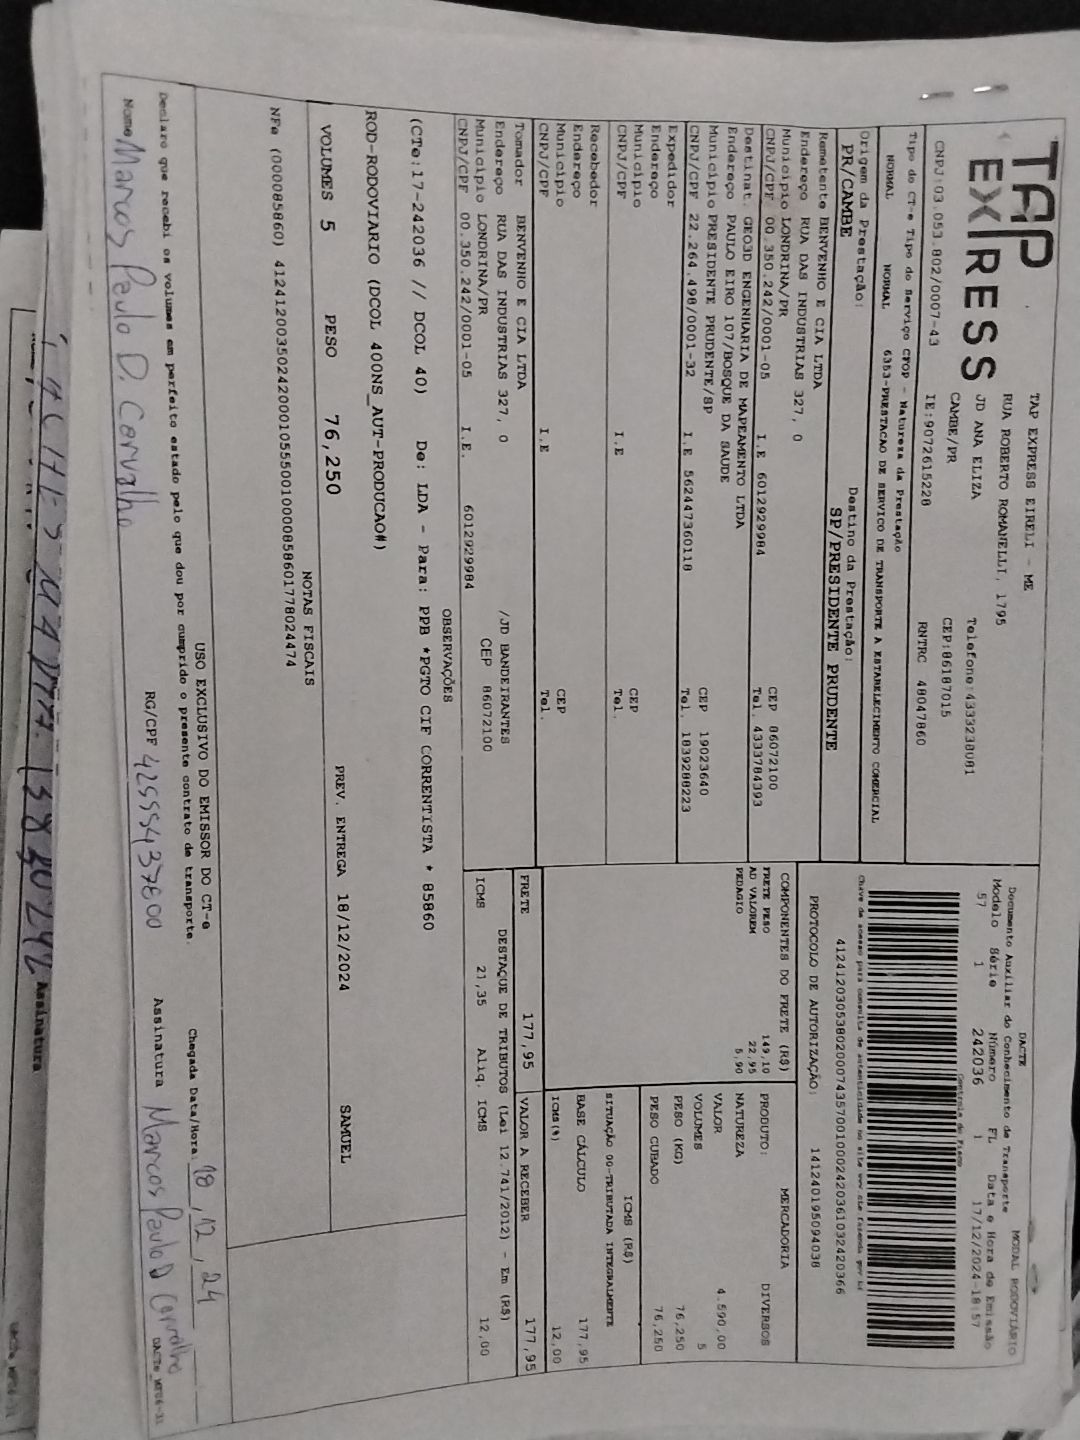 TAP EXPRESS
TAP EXPRESS EIRELI - ME
RUA ROBERTO ROMANELLI, 1795
JD ANA ELIZA Telefone:4333238081
CAMBE/PR CEP:86187015
CNPJ:03.053.802/0007-43 IE:9072615228 RNTRC 48047860
Tipo do CT-e Tipo do Serviço CFOP - Natureza da Prestação
NORMAL NORMAL 6353-PRESTACAO DE SERVICO DE TRANSPORTE A ESTABELECIMENTO COMERCIAL
Origem da Prestação: Destino da Prestação:
PR/CAMBE SP/PRESIDENTE PRUDENTE
DACTE MODAL RODOVIÁRIO
Documento Auxiliar do Conhecimento de Transporte
Modelo Série Número FL Data e Hora de Emissão
57 1 242036 1 17/12/2024-18:57
Controle do Fisco
Chave de acesso para consulta de autenticidade no site www.cte.fazenda.gov.br
41241203053802000743570010002420361032420366
PROTOCOLO DE AUTORIZAÇÃO: 141240195094038
Remetente BENVENHO E CIA LTDA
Endereço RUA DAS INDUSTRIAS 327, 0
Município LONDRINA/PR CEP 86072100
CNPJ/CPF 00.350.242/0001-05 I.E 6012929984 Tel. 4333784393
Destinat. GEO3D ENGENHARIA DE MAPEAMENTO LTDA
Endereço PAULO EIRO 107/BOSQUE DA SAUDE
Município PRESIDENTE PRUDENTE/SP CEP 19023640
CNPJ/CPF 22.264.498/0001-32 I.E 562447360118 Tel. 1839288223
Expedidor
Endereço
Município CEP
CNPJ/CPF I.E Tel.
Recebedor
Endereço
Município CEP
CNPJ/CPF I.E Tel.
Tomador BENVENHO E CIA LTDA
Endereço RUA DAS INDUSTRIAS 327, 0 /JD BANDEIRANTES
Município LONDRINA/PR CEP 86072100
CNPJ/CPF 00.350.242/0001-05 I.E. 6012929984
COMPONENTES DO FRETE (R$)
FRETE PESO 149,10
AD VALOREM 22,95
PEDAGIO 5,90
MERCADORIA
PRODUTO: DIVERSOS
NATUREZA
VALOR 4.590,00
VOLUMES 5
PESO (KG) 76,250
PESO CUBADO 76,250
ICMS (R$)
SITUAÇÃO 00-TRIBUTADA INTEGRALMENTE
BASE CÁLCULO 177,95
ICMS(%) 12,00
FRETE 177,95 VALOR A RECEBER 177,95
DESTAQUE DE TRIBUTOS (Lei 12.741/2012) - Em (R$)
ICMS 21,35 Aliq. ICMS 12,00
OBSERVAÇÕES
(CTe:17-242036 // DCOL 40) De: LDA - Para: PPB *PGTO CIF CORRENTISTA * 85860
ROD-RODOVIARIO (DCOL 400NS_AUT-PRODUCAO#)
VOLUMES 5 PESO 76,250 PREV. ENTREGA 18/12/2024 SAMUEL
NOTAS FISCAIS
NFe (000085860) 41241200350242000105550010000858601778024474
USO EXCLUSIVO DO EMISSOR DO CT-e
Declaro que recebi os volumes em perfeito estado pelo que dou por cumprido o presente contrato de transporte. Chegada Data/Hora 18, 12, 24
Nome Marcos Paulo D. Carvalho RG/CPF 42555437800 Assinatura Marcos Paulo D Carvalho
DACTe_MP06-31
Assinatura